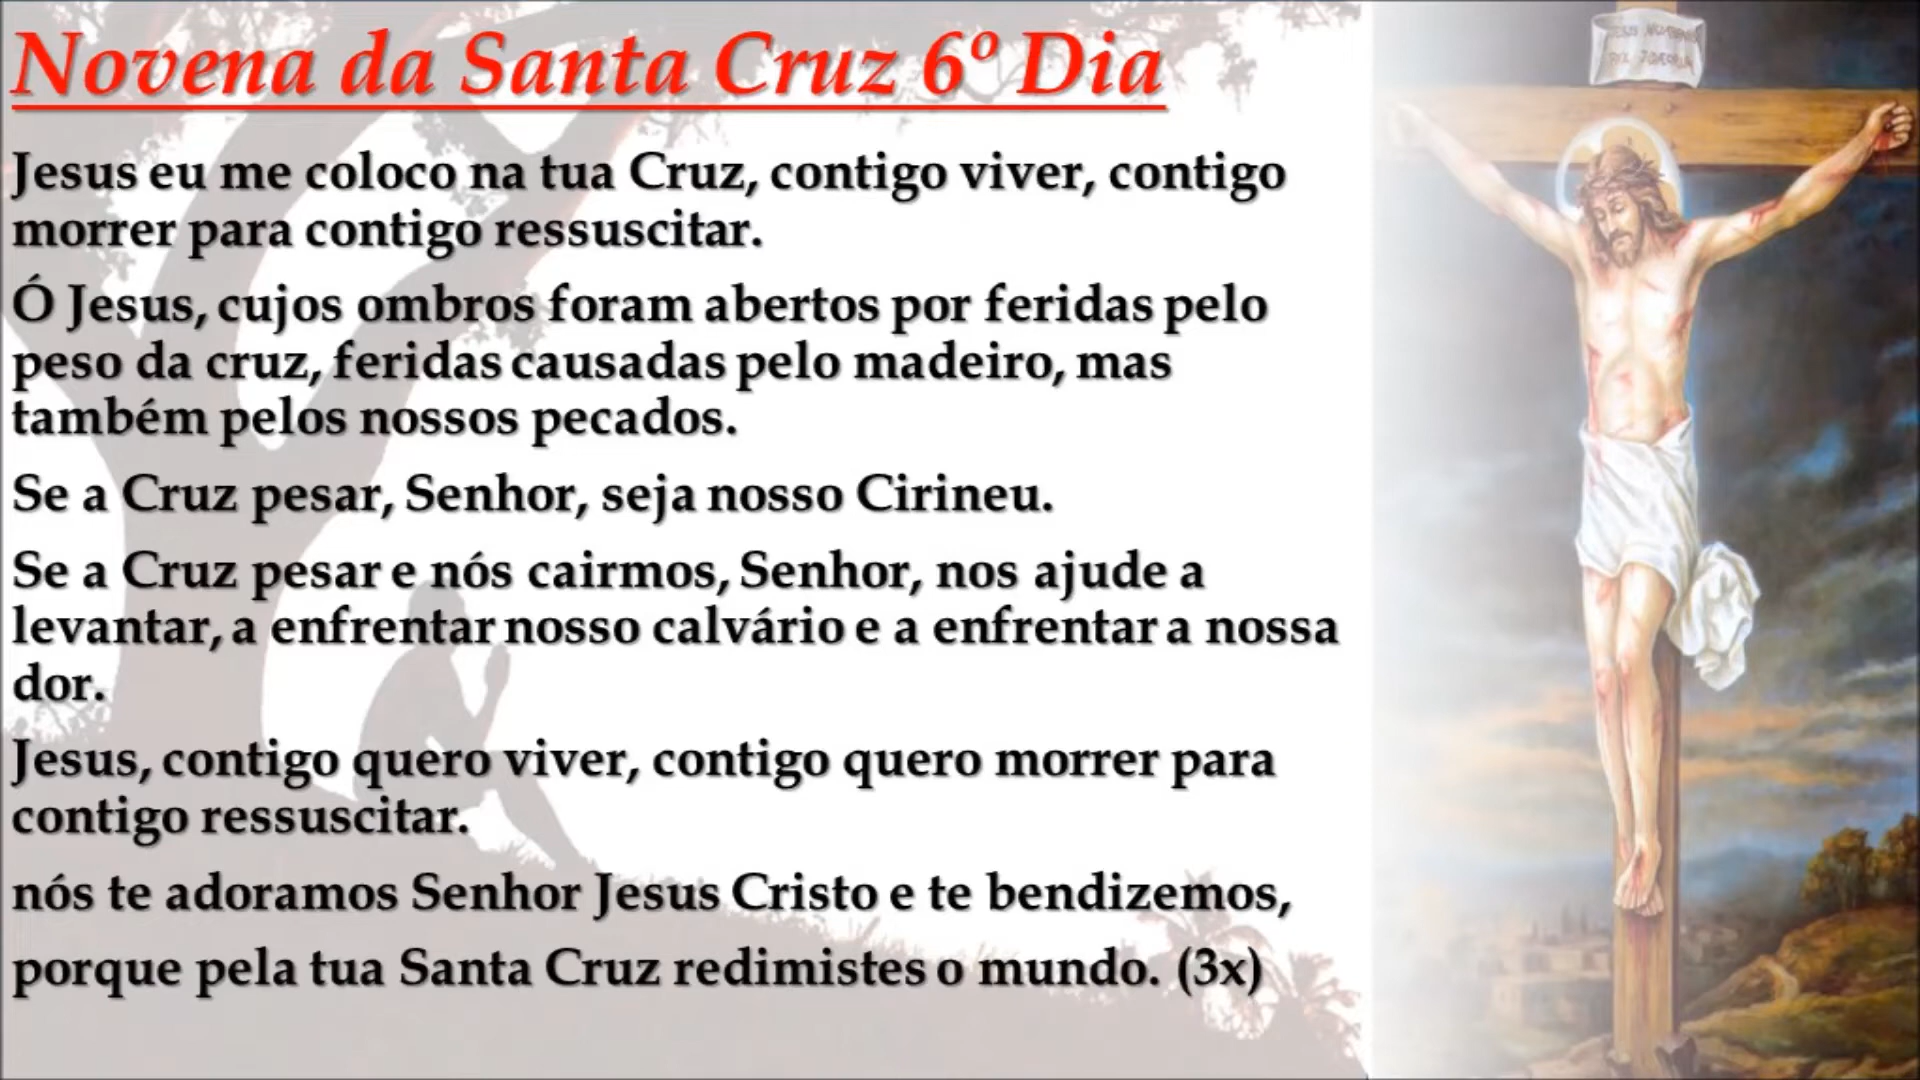 Novena da Santa Cruz 6º Dia
Jesus eu me coloco na tua Cruz, contigo viver, contigo
morrer para contigo ressuscitar.
Ó Jesus, cujos ombros foram abertos por feridas pelo
peso da cruz, feridas causadas pelo madeiro, mas
também pelos nossos pecados.
Se a Cruz pesar, Senhor, seja nosso Cirineu.
Se a Cruz pesar e nós cairmos, Senhor, nos ajude a
levantar, a enfrentar nosso calvário e a enfrentar a nossa
dor.
Jesus, contigo quero viver, contigo quero morrer para
contigo ressuscitar.
nós te adoramos Senhor Jesus Cristo e te bendizemos,
porque pela tua Santa Cruz redimistes o mundo. (3x)